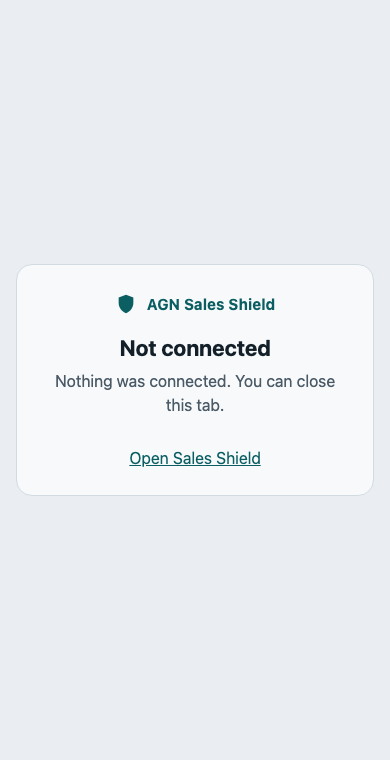 AGN Sales Shield
Not connected
Nothing was connected. You can close
this tab.
Open Sales Shield